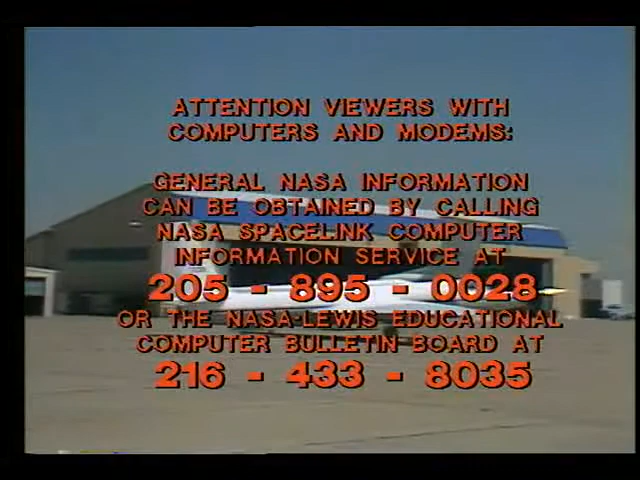 ATTENTION VIEWERS WITH
COMPUTERS AND MODEMS:
GENERAL NASA INFORMATION
CAN BE OBTAINED BY CALLING
NASA SPACELINK COMPUTER
INFORMATION SERVICE AT
205 - 895 - 0028
OR THE NASA-LEWIS EDUCATIONAL
COMPUTER BULLETIN BOARD AT
216 - 433 - 8035